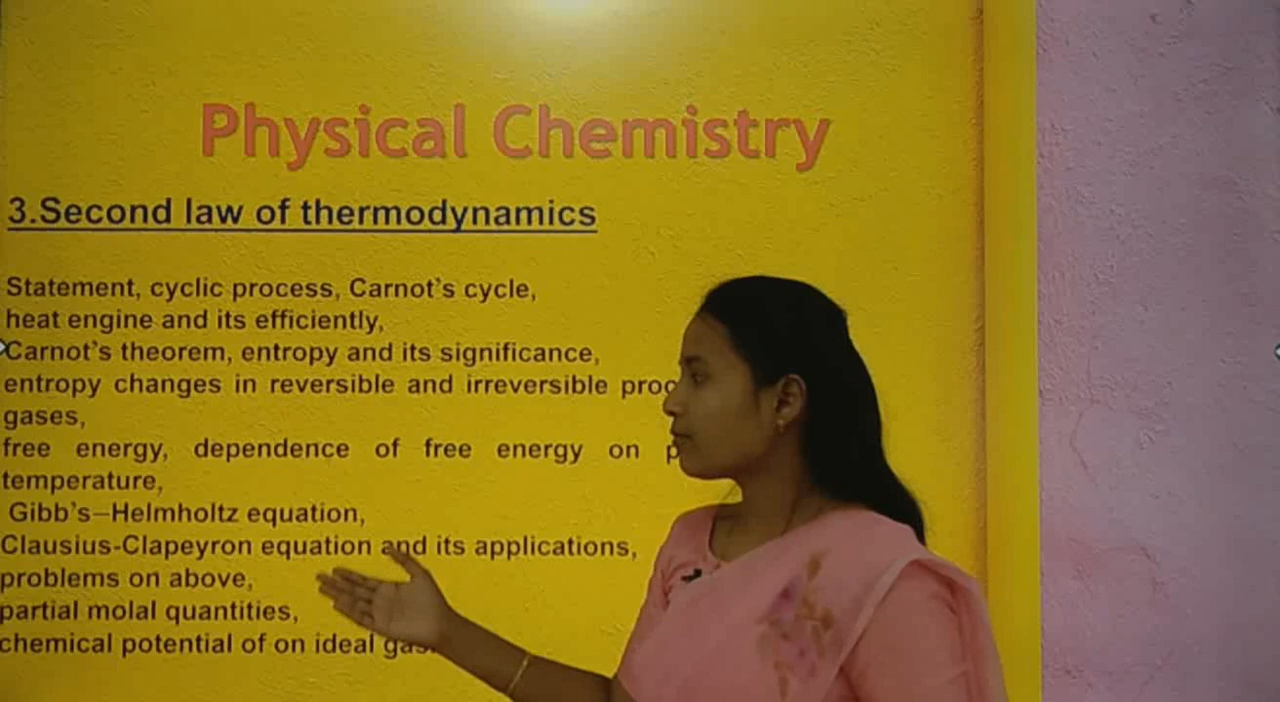 Physical Chemistry
3.Second law of thermodynamics
Statement, cyclic process, Carnot's cycle,
heat engine and its efficiently,
Carnot's theorem, entropy and its significance,
entropy changes in reversible and irreversible
gases,
free energy, dependence of free energy on
temperature,
Gibb's–Helmholtz equation,
Clausius-Clapeyron equation and its applications,
problems on above,
partial molal quantities,
chemical potential of on ideal gas.